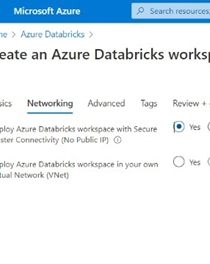 Microsoft Azure
Search resources,
Azure Databricks
eate an Azure Databricks worksp
sics Networking Advanced Tags Review +
ploy Azure Databricks workspace with Secure
ster Connectivity (No Public IP)
Yes
ploy Azure Databricks workspace in your own
tual Network (VNet)
Yes